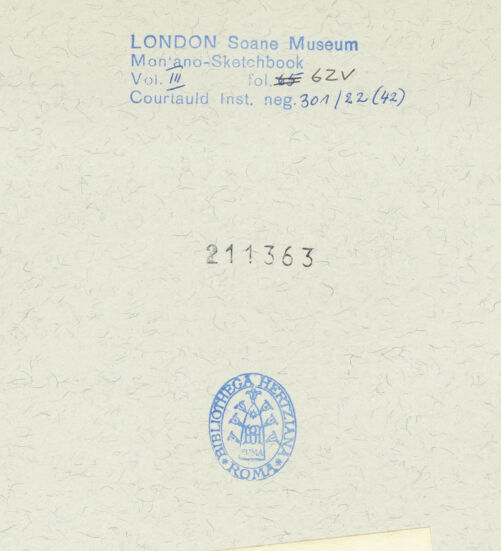 LONDON Soane Museum
Montano-Sketchbook
Vol. III fol. 65 62V
Courtauld Inst. neg. 301/22 (42)
211363
BIBLIOTHECA HERTZIANA
ROMA